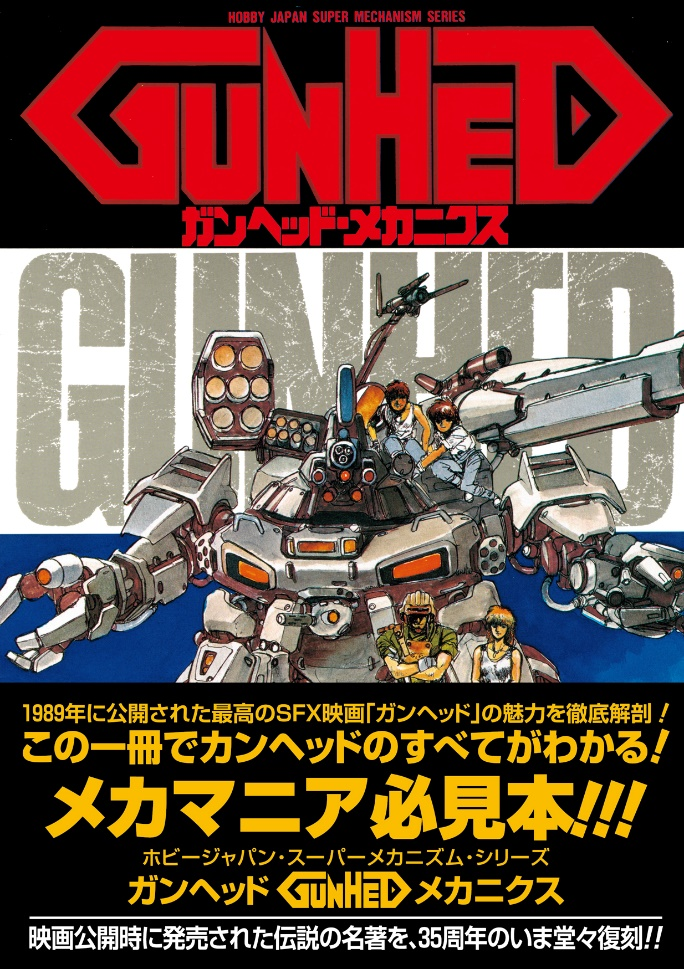 HOBBY JAPAN SUPER MECHANISM SERIES
GUNHED
ガンヘッド・メカニクス
GUNHED
1989年に公開された最高のSFX映画「ガンヘッド」の魅力を徹底解剖！
この一冊でカンヘッドのすべてがわかる！
メカマニア必見本!!!
ホビージャパン・スーパーメカニズム・シリーズ
ガンヘッド GUNHED メカニクス
映画公開時に発売された伝説の名著を、35周年のいま堂々復刻!!